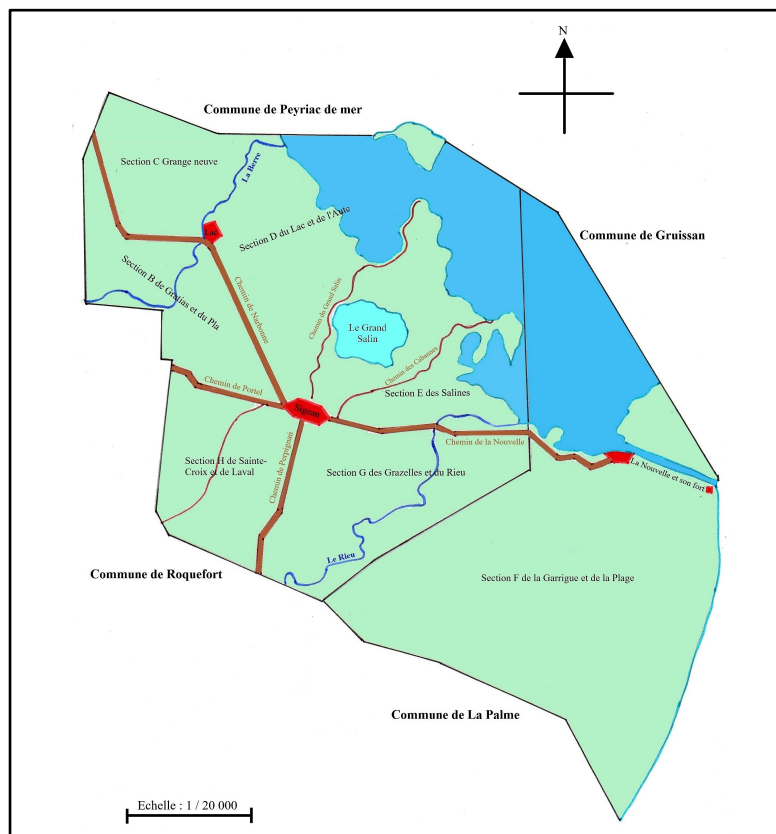 N
Commune de Peyriac de mer
Section C Grange neuve
La Berre
Lac
Section D du Lac et de l'Aute
Commune de Gruissan
Section B de Gratias et du Pla
Chemin de Narbonne
Chemin du Grand Salin
Le Grand
Salin
Chemin des Cabannes
Chemin de Portel
Section E des Salines
Sigean
Chemin de la Nouvelle
Section H de Sainte-
Croix et de Laval
Chemin de Perpignan
Section G des Grazelles et du Rieu
La Nouvelle et son fort
Le Rieu
Commune de Roquefort
Section F de la Garrigue et de la Plage
Commune de La Palme
Echelle : 1 / 20 000